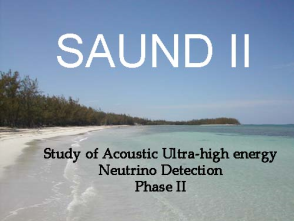 SAUND II
Study of Acoustic Ultra-high energy
Neutrino Detection
Phase II